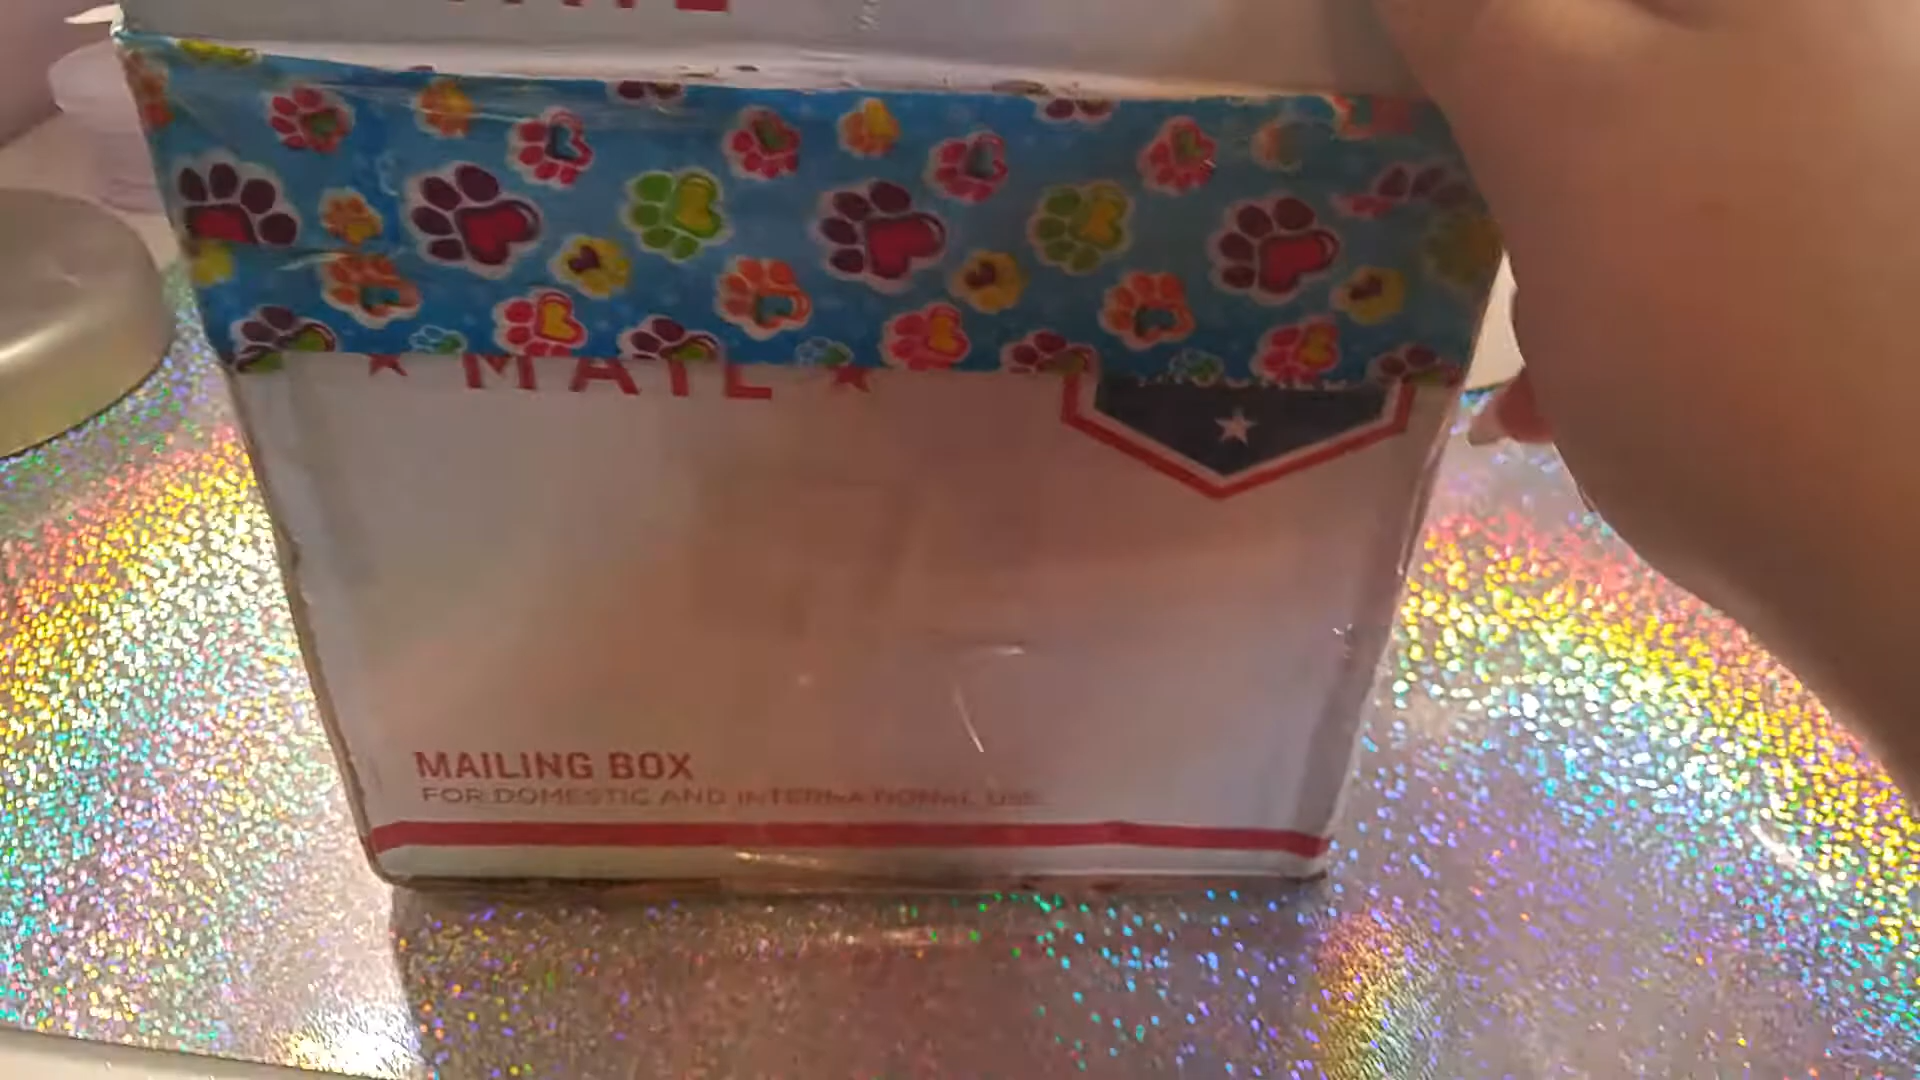 ★ MAIL ★
MAILING BOX
FOR DOMESTIC AND INTERNATIONAL USE